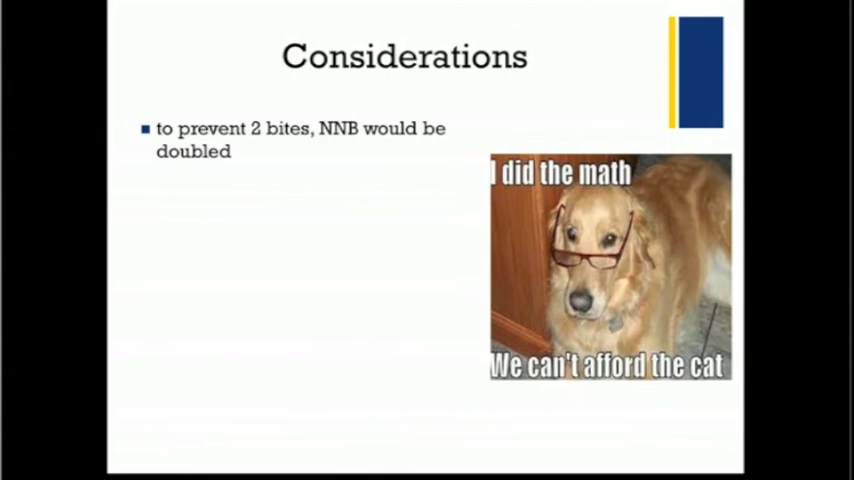 Considerations
to prevent 2 bites, NNB would be
doubled
I did the math
We can't afford the cat